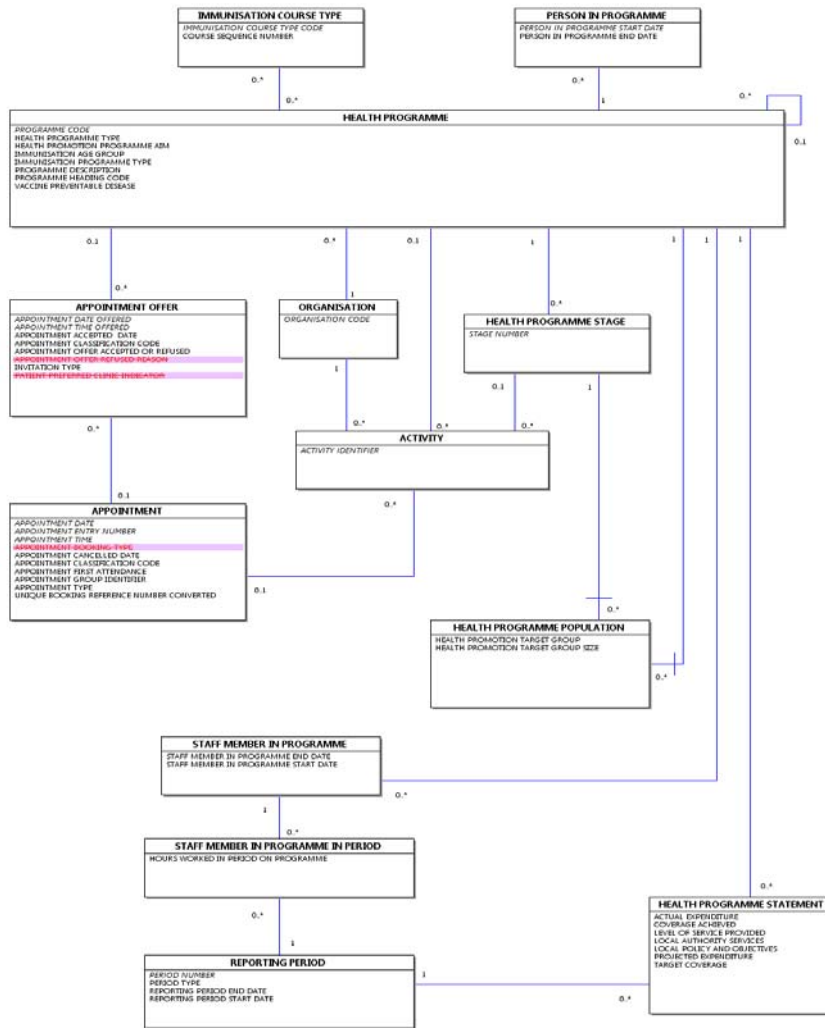 IMMUNISATION COURSE TYPE
IMMUNISATION COURSE TYPE CODE
COURSE SEQUENCE NUMBER
PERSON IN PROGRAMME
PERSON IN PROGRAMME START DATE
PERSON IN PROGRAMME END DATE
0..*
0..*
0..*
1
0..*
0..1
HEALTH PROGRAMME
PROGRAMME CODE
HEALTH PROGRAMME TYPE
HEALTH PROMOTION PROGRAMME AIM
IMMUNISATION AGE GROUP
IMMUNISATION PROGRAMME TYPE
PROGRAMME DESCRIPTION
PROGRAMME HEADING CODE
VACCINE PREVENTABLE DISEASE
0..1
0..*
0..1
1
1
1
1
0..*
1
0..*
APPOINTMENT OFFER
APPOINTMENT DATE OFFERED
APPOINTMENT TIME OFFERED
APPOINTMENT ACCEPTED DATE
APPOINTMENT CLASSIFICATION CODE
APPOINTMENT OFFER ACCEPTED OR REFUSED
APPOINTMENT OFFER REFUSED REASON
INVITATION TYPE
PATIENT PREFERRED CLINIC INDICATOR
ORGANISATION
ORGANISATION CODE
HEALTH PROGRAMME STAGE
STAGE NUMBER
1
0..1
1
0..*
0..*
0..*
0..*
ACTIVITY
ACTIVITY IDENTIFIER
0..1
0..*
APPOINTMENT
APPOINTMENT DATE
APPOINTMENT ENTRY NUMBER
APPOINTMENT TIME
APPOINTMENT BOOKING TYPE
APPOINTMENT CANCELLED DATE
APPOINTMENT CLASSIFICATION CODE
APPOINTMENT FIRST ATTENDANCE
APPOINTMENT GROUP IDENTIFIER
APPOINTMENT TYPE
UNIQUE BOOKING REFERENCE NUMBER CONVERTED
0..1
0..*
HEALTH PROGRAMME POPULATION
HEALTH PROMOTION TARGET GROUP
HEALTH PROMOTION TARGET GROUP SIZE
0..*
STAFF MEMBER IN PROGRAMME
STAFF MEMBER IN PROGRAMME END DATE
STAFF MEMBER IN PROGRAMME START DATE
0..*
1
0..*
STAFF MEMBER IN PROGRAMME IN PERIOD
HOURS WORKED IN PERIOD ON PROGRAMME
0..*
0..*
1
HEALTH PROGRAMME STATEMENT
ACTUAL EXPENDITURE
COVERAGE ACHIEVED
LEVEL OF SERVICE PROVIDED
LOCAL AUTHORITY SERVICES
LOCAL POLICY AND OBJECTIVES
PROJECTED EXPENDITURE
TARGET COVERAGE
REPORTING PERIOD
PERIOD NUMBER
PERIOD TYPE
REPORTING PERIOD END DATE
REPORTING PERIOD START DATE
1
0..*